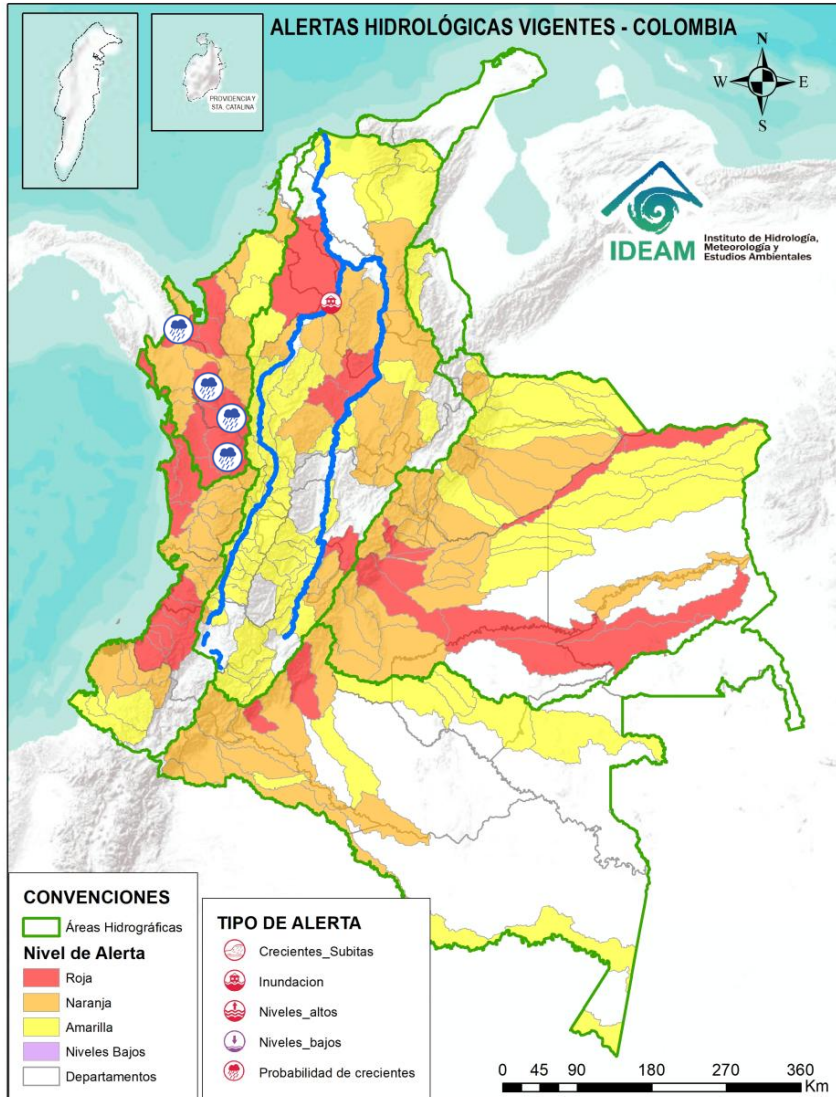 ALERTAS HIDROLÓGICAS VIGENTES - COLOMBIA
PROVIDENCIA Y
STA. CATALINA
N
W
E
S
IDEAM
Instituto de Hidrología,
Meteorología y
Estudios Ambientales
CONVENCIONES
Áreas Hidrográficas
Nivel de Alerta
Roja
Naranja
Amarilla
Niveles Bajos
Departamentos
TIPO DE ALERTA
Crecientes_Subitas
Inundacion
Niveles_altos
Niveles_bajos
Probabilidad de crecientes
0 45 90 180 270 360
Km